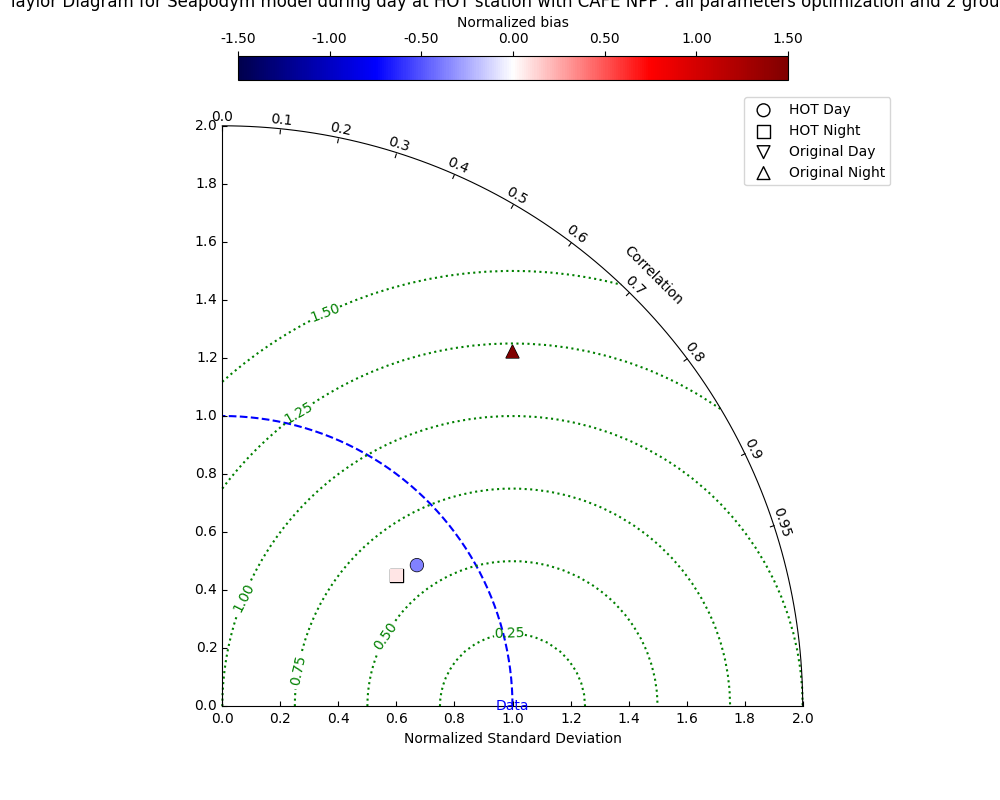 Taylor Diagram for Seapodym model during day at HOT station with CAFE NPP : all parameters optimization and 2 grou
Normalized bias
-1.50 -1.00 -0.50 0.00 0.50 1.00 1.50
HOT Day
HOT Night
Original Day
Original Night
0.0 0.1 0.2 0.3 0.4 0.5 0.6 0.7 0.8 0.9 0.95
Correlation
2.0
1.8
1.6
1.4
1.2
1.0
0.8
0.6
0.4
0.2
0.0
1.50
1.25
1.00
0.75
0.50
0.25
Data
0.0 0.2 0.4 0.6 0.8 1.0 1.2 1.4 1.6 1.8 2.0
Normalized Standard Deviation